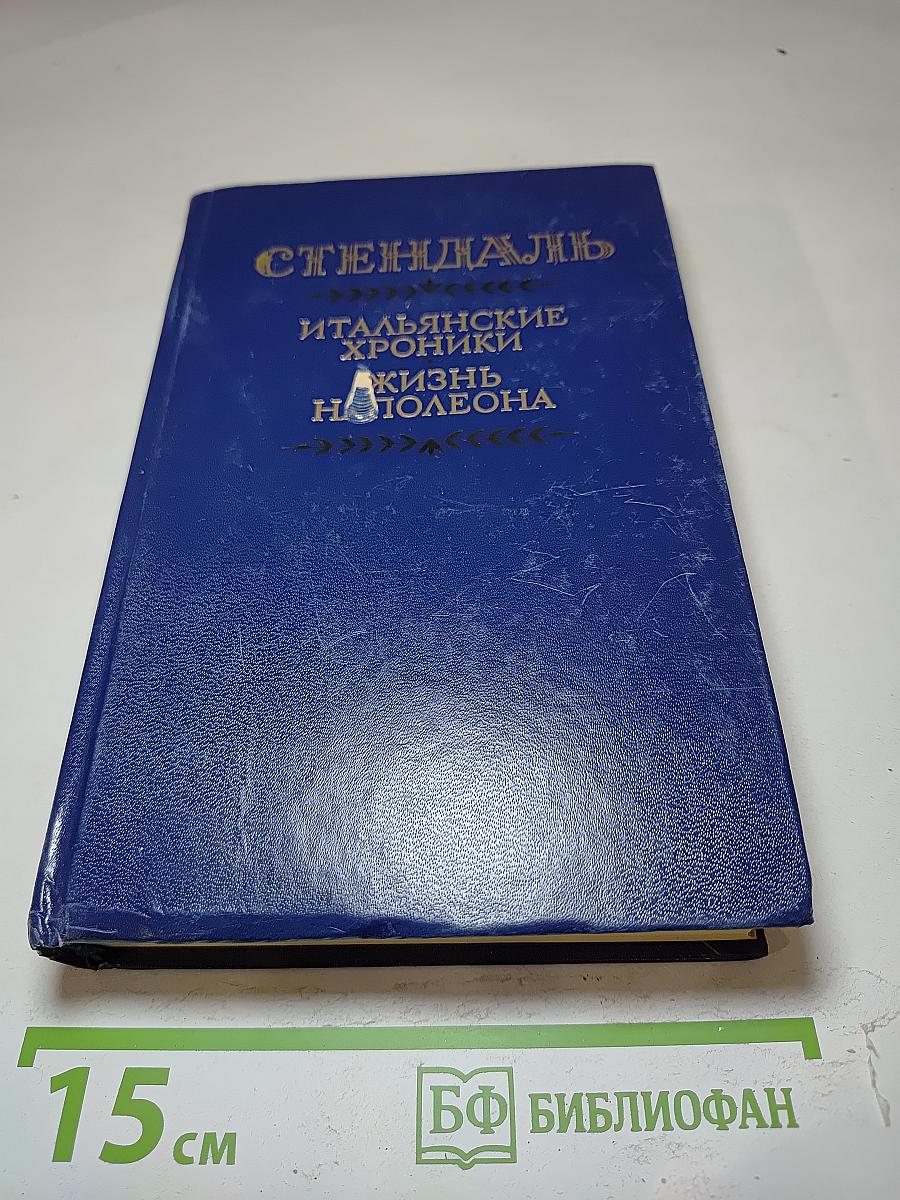 СТЕНДАЛЬ
ИТАЛЬЯНСКИЕ
ХРОНИКИ
ЖИЗНЬ
НАПОЛЕОНА
15 см
БФ БИБЛИОФАН